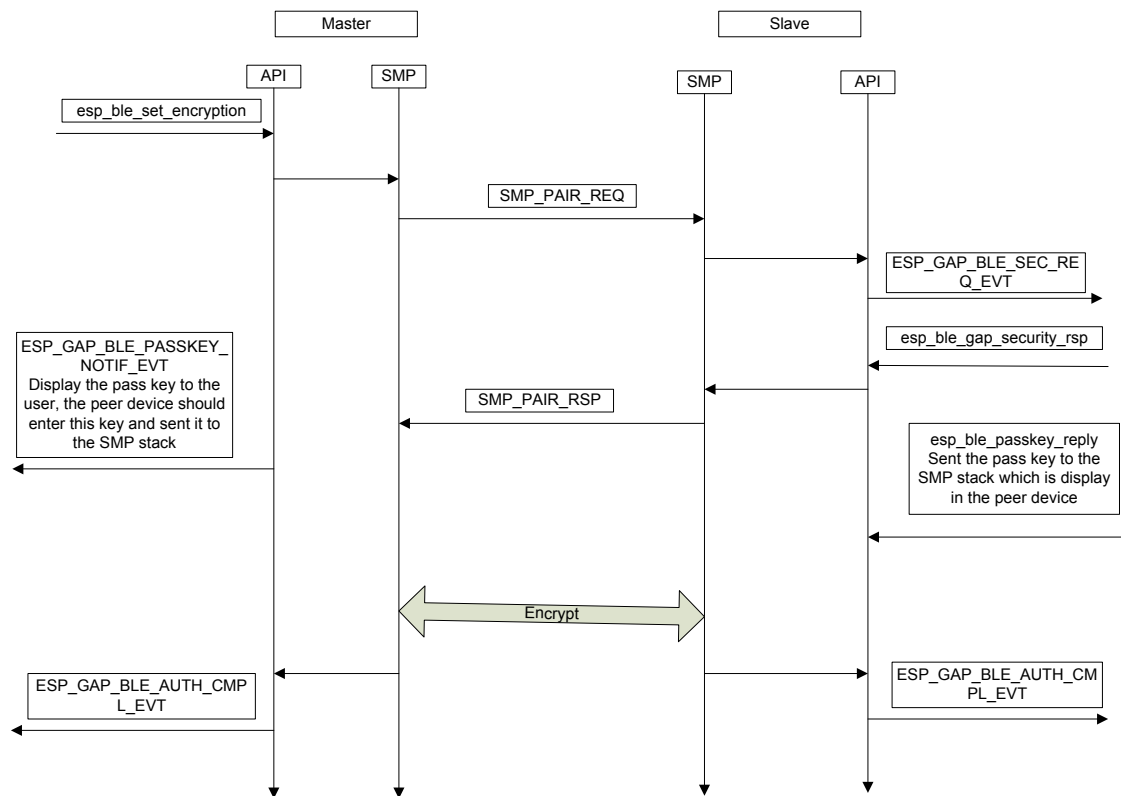 Master
Slave
API
SMP
SMP
API
esp_ble_set_encryption
SMP_PAIR_REQ
ESP_GAP_BLE_SEC_RE
Q_EVT
esp_ble_gap_security_rsp
ESP_GAP_BLE_PASSKEY_
NOTIF_EVT
Display the pass key to the
user, the peer device should
enter this key and sent it to
the SMP stack
SMP_PAIR_RSP
esp_ble_passkey_reply
Sent the pass key to the
SMP stack which is display
in the peer device
Encrypt
ESP_GAP_BLE_AUTH_CMP
L_EVT
ESP_GAP_BLE_AUTH_CM
PL_EVT